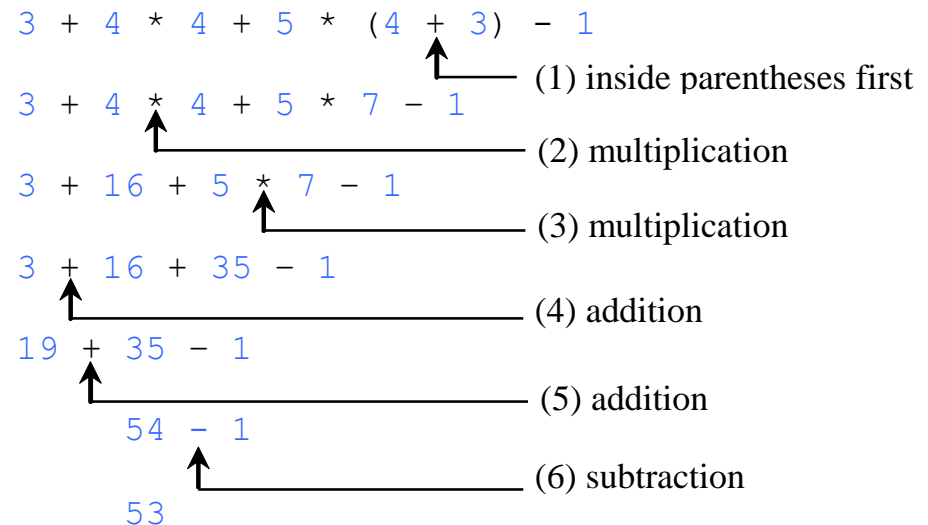 3 + 4 * 4 + 5 * (4 + 3) - 1
(1) inside parentheses first
3 + 4 * 4 + 5 * 7 – 1
(2) multiplication
3 + 16 + 5 * 7 – 1
(3) multiplication
3 + 16 + 35 – 1
(4) addition
19 + 35 – 1
(5) addition
54 - 1
(6) subtraction
53